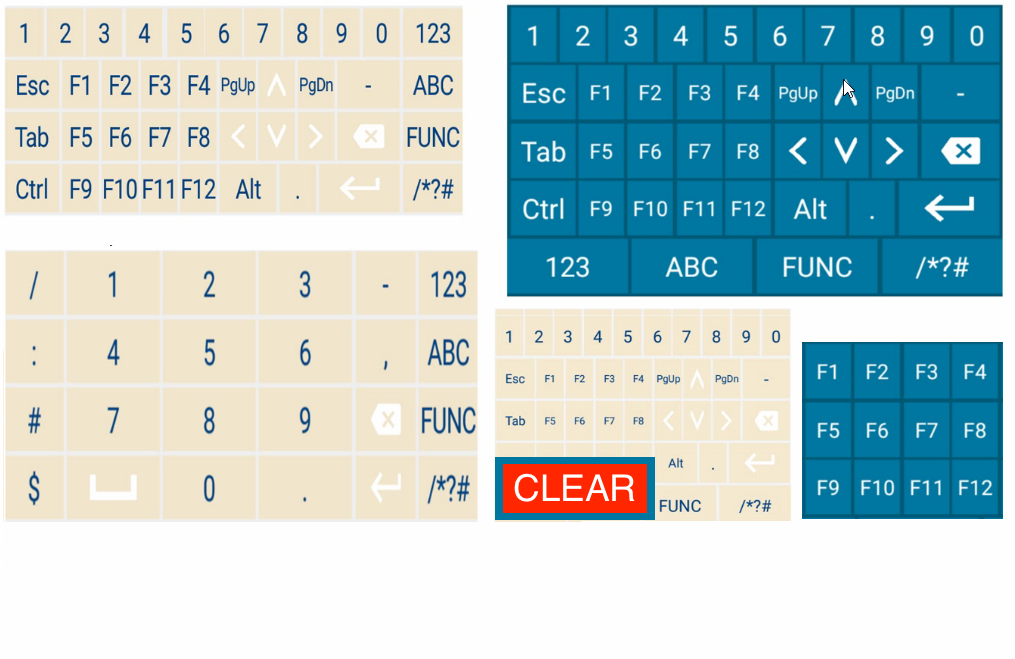 1 2 3 4 5 6 7 8 9 0 123
Esc F1 F2 F3 F4 PgUp PgDn - ABC
Tab F5 F6 F7 F8 FUNC
Ctrl F9 F10 F11 F12 Alt . /*?#
1 2 3 4 5 6 7 8 9 0
Esc F1 F2 F3 F4 PgUp PgDn -
Tab F5 F6 F7 F8
Ctrl F9 F10 F11 F12 Alt .
123 ABC FUNC /*?#
/ 1 2 3 - 123
: 4 5 6 , ABC
# 7 8 9 FUNC
$ 0 . /*?#
1 2 3 4 5 6 7 8 9 0
Esc F1 F2 F3 F4 PgUp PgDn -
Tab F5 F6 F7 F8
Alt .
CLEAR
FUNC /*?#
F1 F2 F3 F4
F5 F6 F7 F8
F9 F10 F11 F12